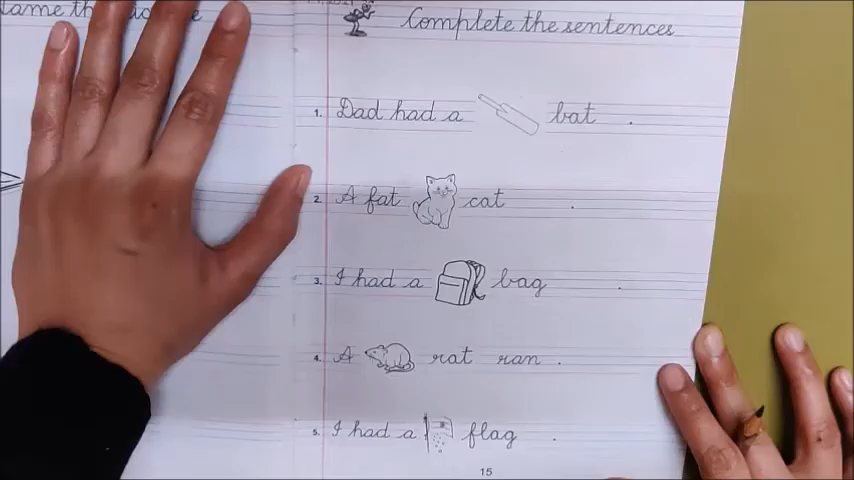 Complete the sentences
1. Dad had a bat .
2. A fat cat .
3. I had a bag .
4. A rat ran .
5. I had a flag .
15